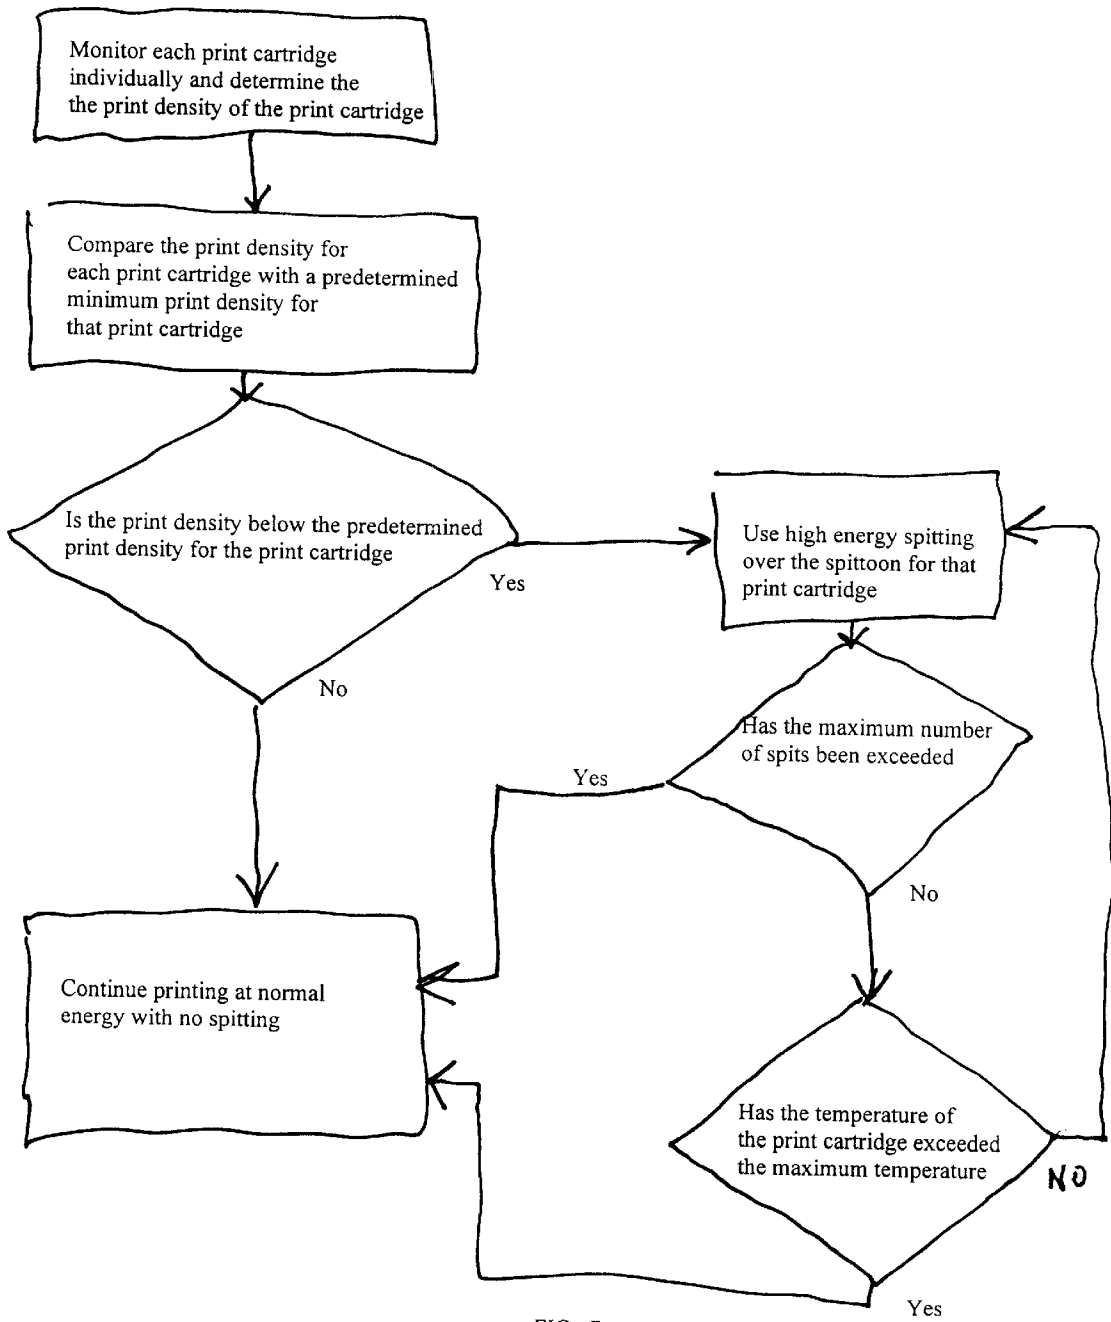 Monitor each print cartridge
individually and determine the
the print density of the print cartridge
Compare the print density for
each print cartridge with a predetermined
minimum print density for
that print cartridge
Is the print density below the predetermined
print density for the print cartridge
Yes
No
Use high energy spitting
over the spittoon for that
print cartridge
Has the maximum number
of spits been exceeded
Yes
No
Continue printing at normal
energy with no spitting
Has the temperature of
the print cartridge exceeded
the maximum temperature
NO
Yes